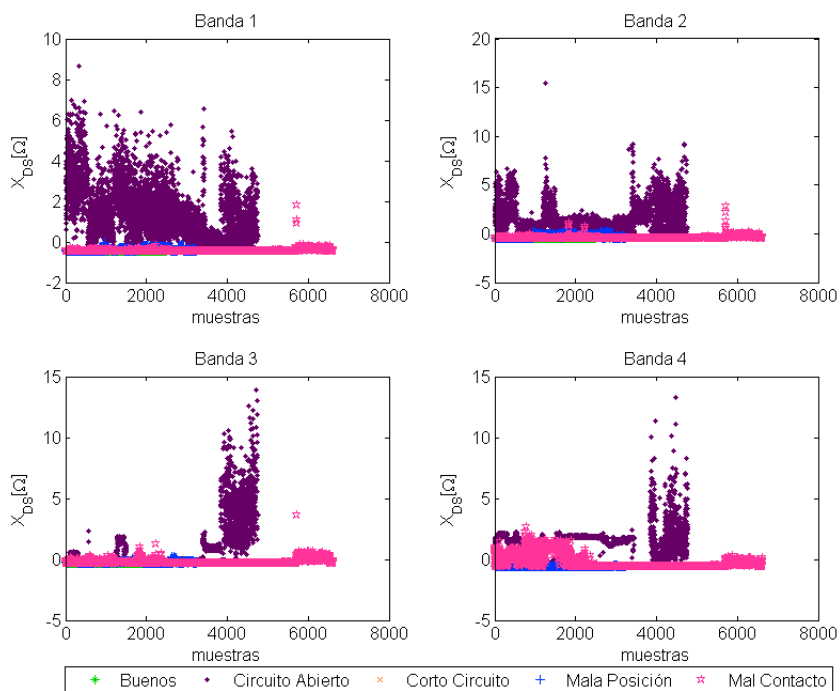 Banda 1
10
8
6
4
2
0
-2
X_DS[Ω]
0 2000 4000 6000 8000
muestras
Banda 2
20
15
10
5
0
-5
X_DS[Ω]
0 2000 4000 6000 8000
muestras
Banda 3
15
10
5
0
-5
X_DS[Ω]
0 2000 4000 6000 8000
muestras
Banda 4
15
10
5
0
-5
X_DS[Ω]
0 2000 4000 6000 8000
muestras
Buenos Circuito Abierto Corto Circuito Mala Posición Mal Contacto